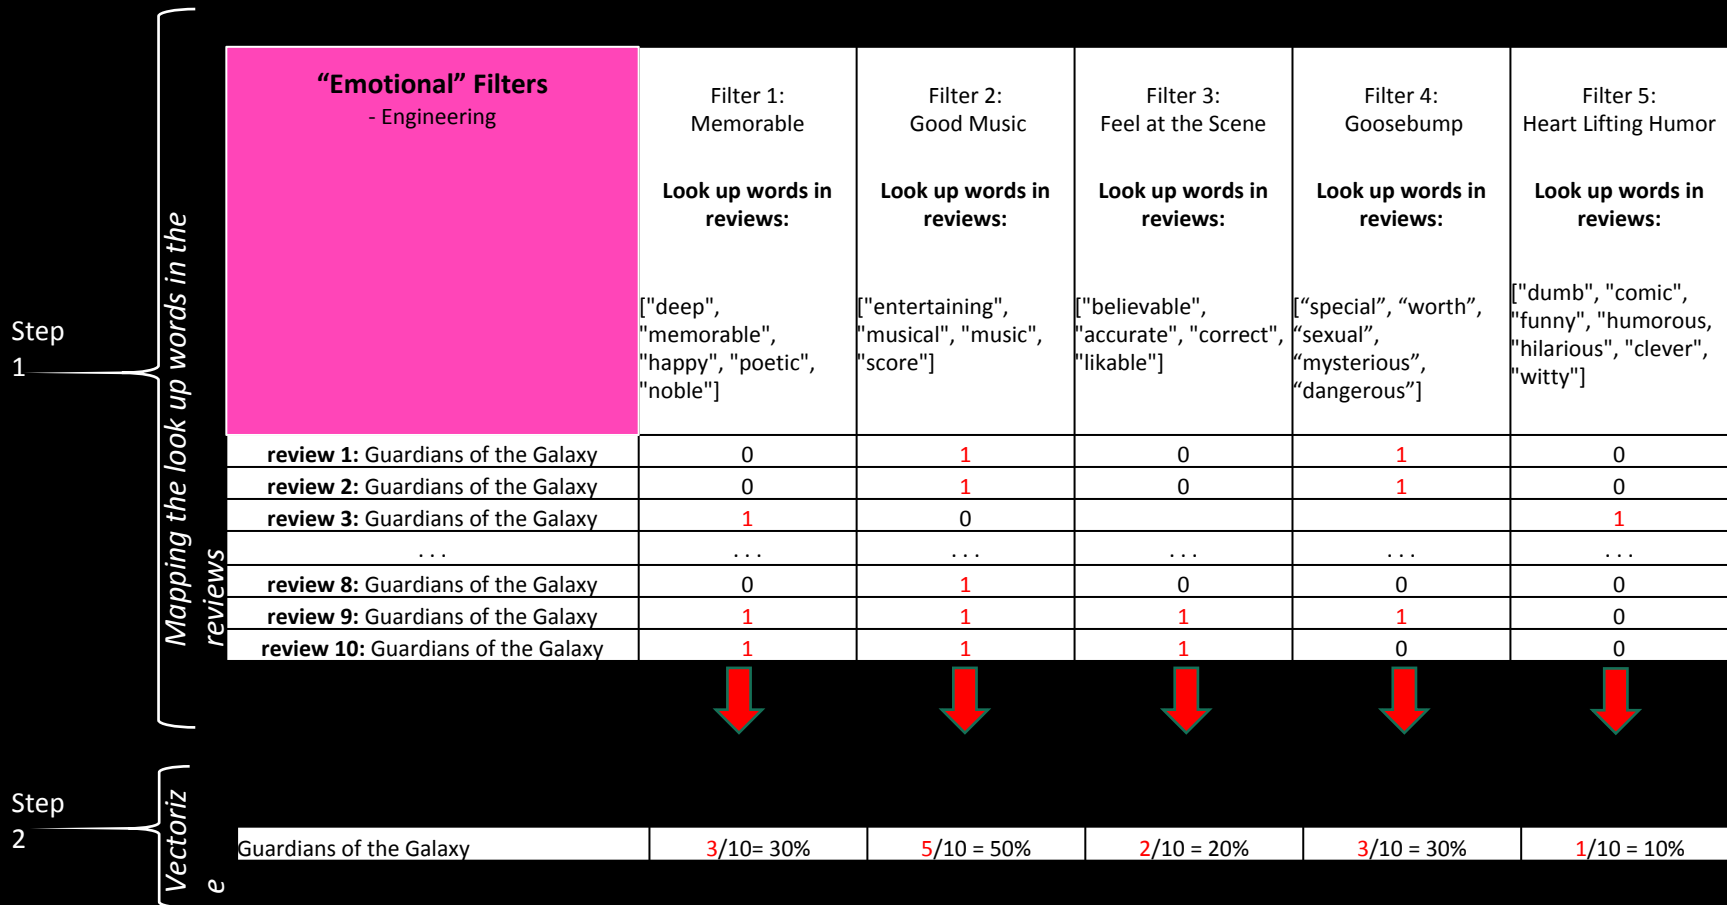 “Emotional” Filters
- Engineering
Filter 1:
Memorable
Look up words in
reviews:
["deep",
"memorable",
"happy", "poetic",
"noble"]
Filter 2:
Good Music
Look up words in
reviews:
["entertaining",
"musical", "music",
"score"]
Filter 3:
Feel at the Scene
Look up words in
reviews:
["believable",
"accurate", "correct",
"likable"]
Filter 4:
Goosebump
Look up words in
reviews:
[“special”, “worth”,
“sexual”,
“mysterious”,
“dangerous”]
Filter 5:
Heart Lifting Humor
Look up words in
reviews:
["dumb", "comic",
"funny", "humorous,
"hilarious", "clever",
"witty"]
Step
1
Mapping the look up words in the
reviews
review 1: Guardians of the Galaxy 0 1 0 1 0
review 2: Guardians of the Galaxy 0 1 0 1 0
review 3: Guardians of the Galaxy 1 0 1
... ... ... ... ... ...
review 8: Guardians of the Galaxy 0 1 0 0 0
review 9: Guardians of the Galaxy 1 1 1 1 0
review 10: Guardians of the Galaxy 1 1 1 0 0
Step
2
Vectoriz
e
Guardians of the Galaxy 3/10= 30% 5/10 = 50% 2/10 = 20% 3/10 = 30% 1/10 = 10%